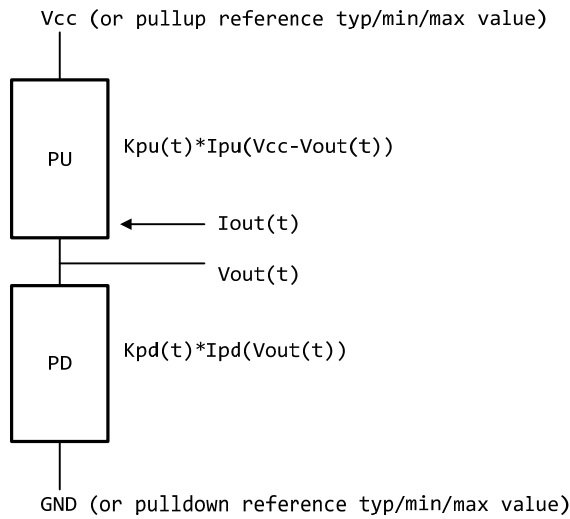 Vcc (or pullup reference typ/min/max value)
PU
Kpu(t)*Ipu(Vcc-Vout(t))
Iout(t)
Vout(t)
PD
Kpd(t)*Ipd(Vout(t))
GND (or pulldown reference typ/min/max value)